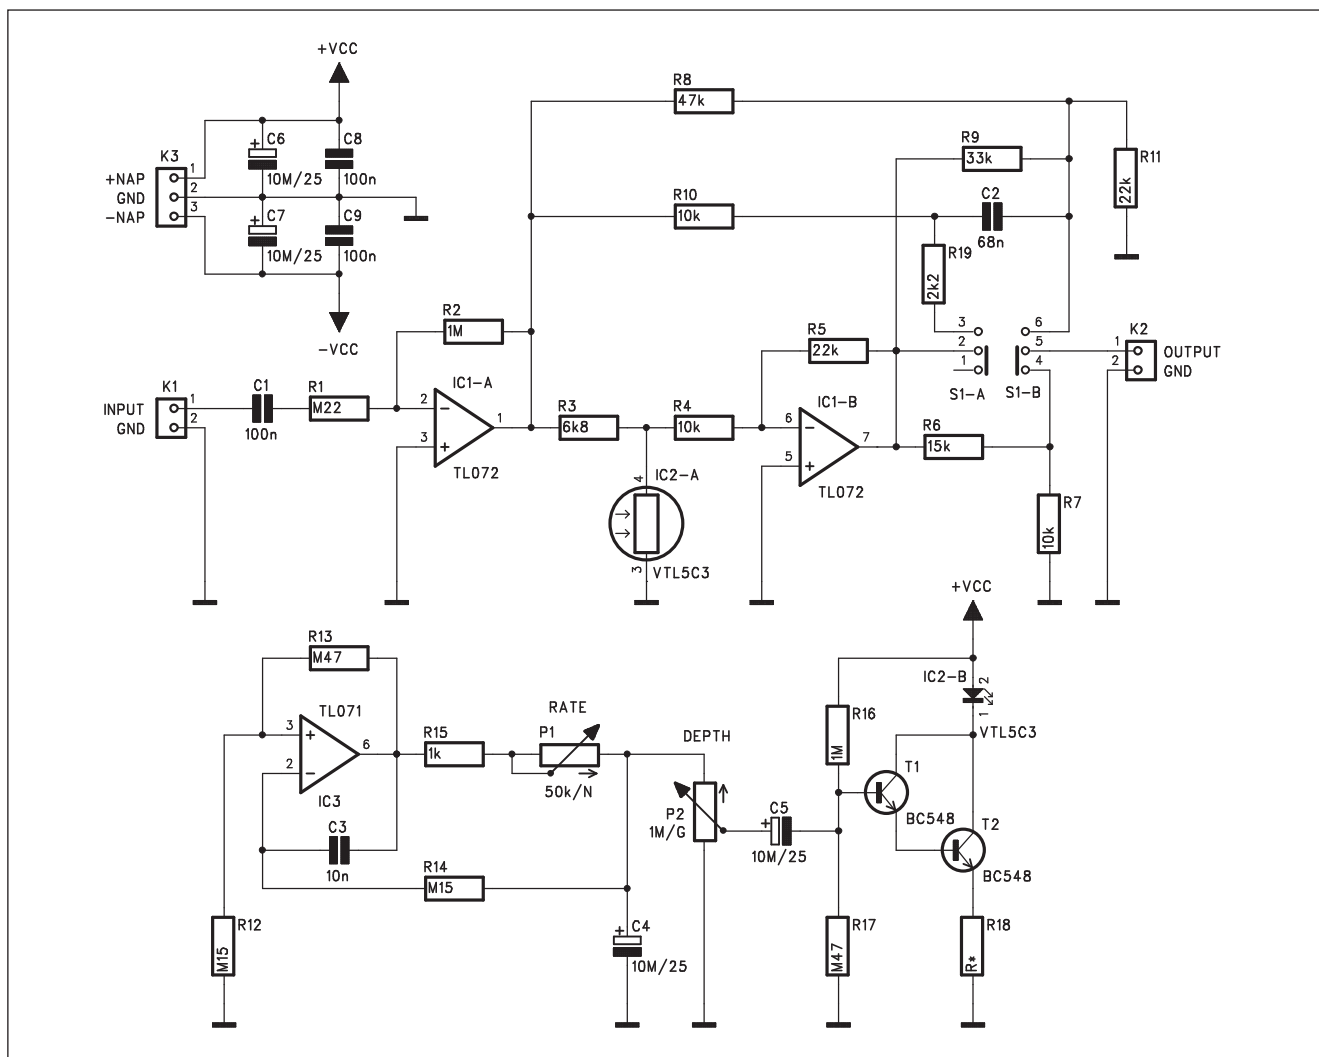 +VCC
K3
+NAP
GND
-NAP
1
2
3
C6
+
10M/25
C8
100n
C7
+
10M/25
C9
100n
-VCC
R8
47k
R9
33k
R11
22k
R10
10k
C2
68n
R19
2k2
R2
1M
R5
22k
3
2
1
S1-A
6
5
4
S1-B
K2
1
2
OUTPUT
GND
K1
INPUT
GND
1
2
C1
100n
R1
M22
IC1-A
2
-
3
+
1
TL072
R3
6k8
R4
10k
IC2-A
4
3
VTL5C3
IC1-B
6
-
5
+
7
TL072
R6
15k
R7
10k
R13
M47
TL071
3
+
2
-
6
IC3
C3
10n
R12
M15
R15
1k
RATE
P1
50k/N
R14
M15
C4
+
10M/25
DEPTH
P2
1M/G
C5
+
10M/25
+VCC
IC2-B
2
1
VTL5C3
R16
1M
T1
BC548
T2
BC548
R17
M47
R18
R*